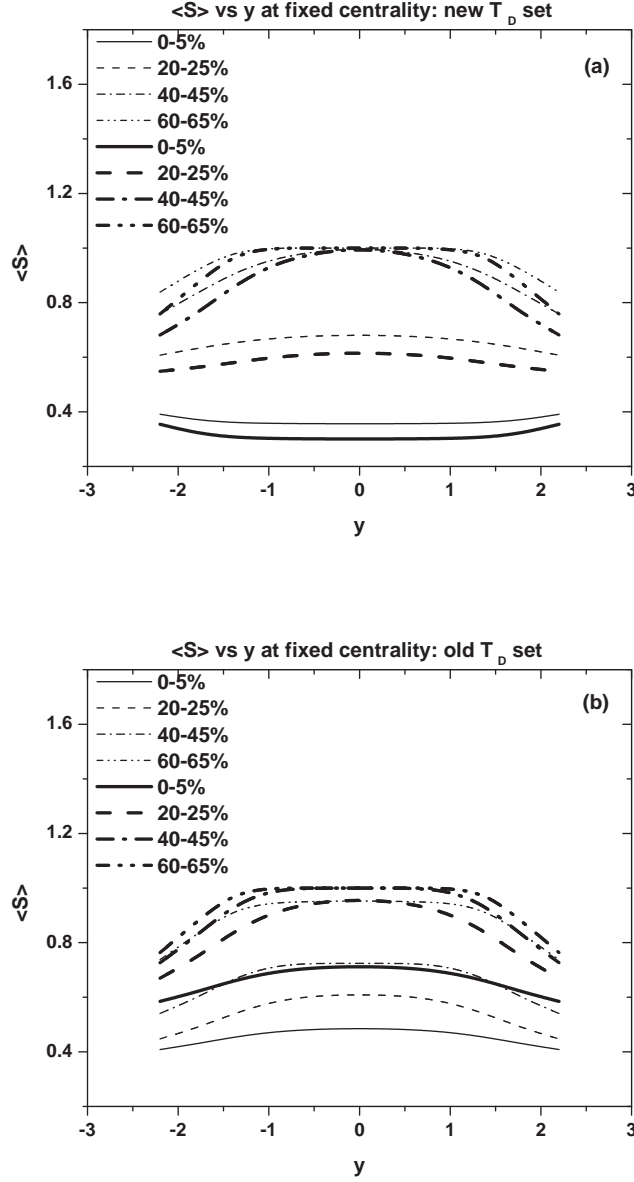 <S> vs y at fixed centrality: new T_D set
0-5%
20-25%
40-45%
60-65%
0-5%
20-25%
40-45%
60-65%
(a)
1.6
1.2
0.8
0.4
<S>
-3 -2 -1 0 1 2 3
y
<S> vs y at fixed centrality: old T_D set
0-5%
20-25%
40-45%
60-65%
0-5%
20-25%
40-45%
60-65%
(b)
1.6
1.2
0.8
0.4
<S>
-3 -2 -1 0 1 2 3
y